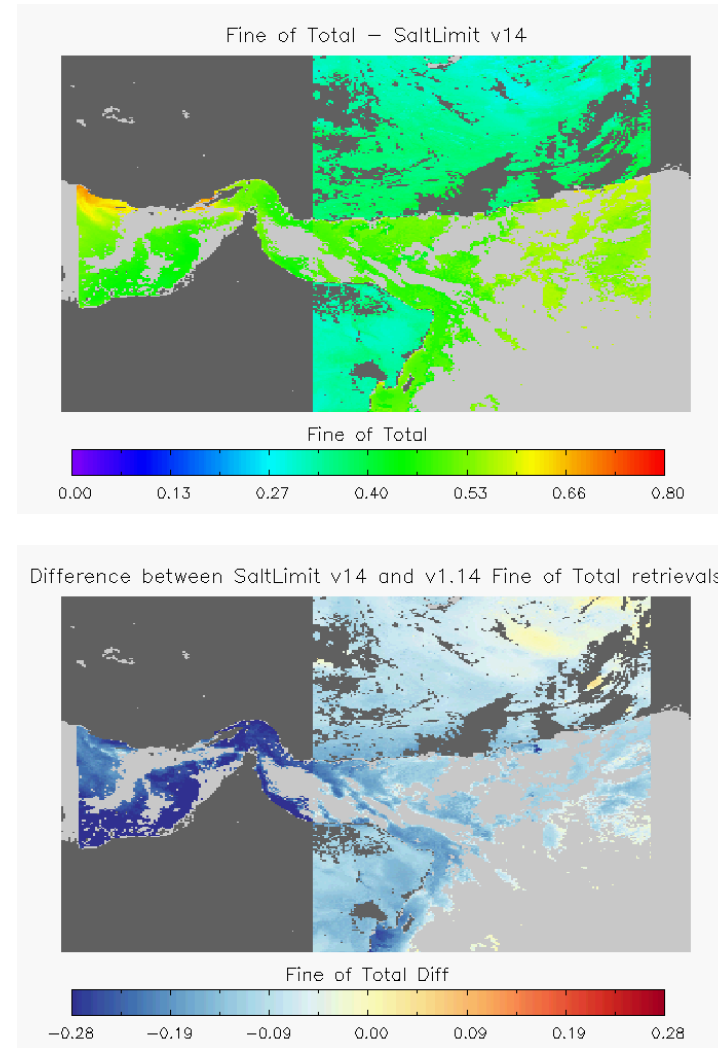 Fine of Total – SaltLimit v14
Fine of Total
0.00 0.13 0.27 0.40 0.53 0.66 0.80
Difference between SaltLimit v14 and v1.14 Fine of Total retrievals
Fine of Total Diff
−0.28 −0.19 −0.09 0.00 0.09 0.19 0.28